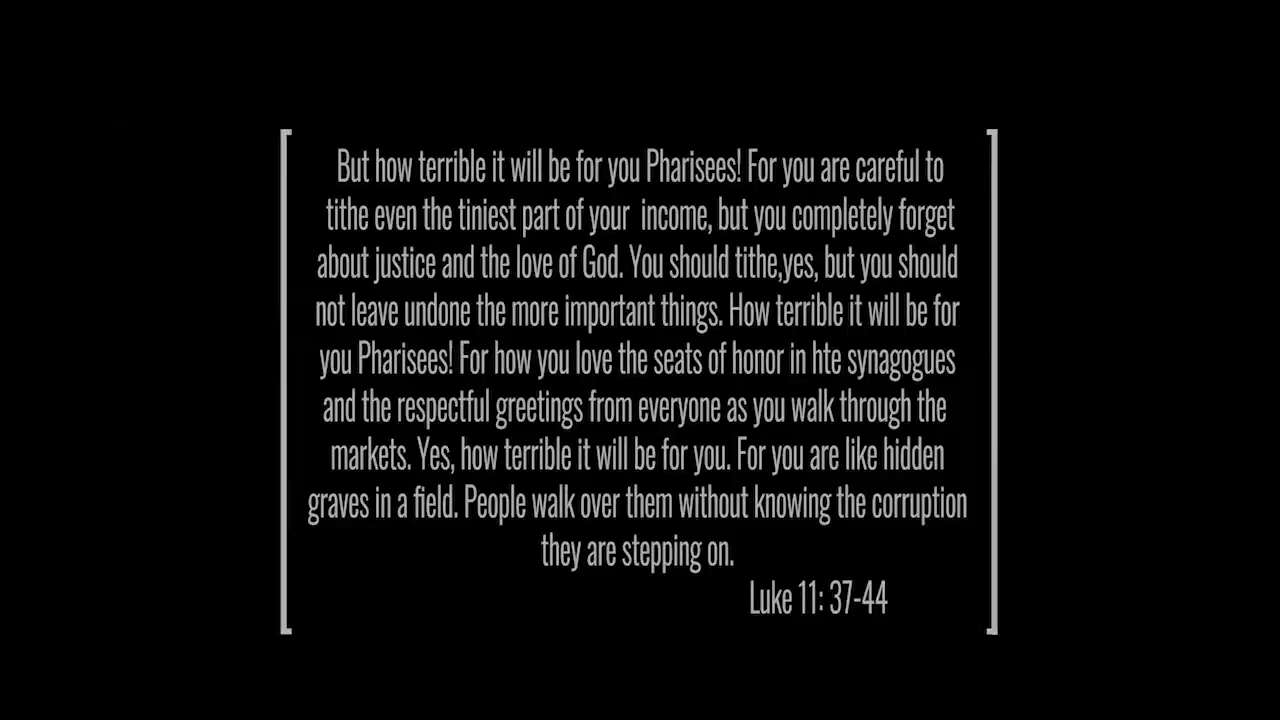 But how terrible it will be for you Pharisees! For you are careful to
tithe even the tiniest part of your  income, but you completely forget
about justice and the love of God. You should tithe,yes, but you should
not leave undone the more important things. How terrible it will be for
you Pharisees! For how you love the seats of honor in hte synagogues
and the respectful greetings from everyone as you walk through the
markets. Yes, how terrible it will be for you. For you are like hidden
graves in a field. People walk over them without knowing the corruption
they are stepping on.
Luke 11: 37-44